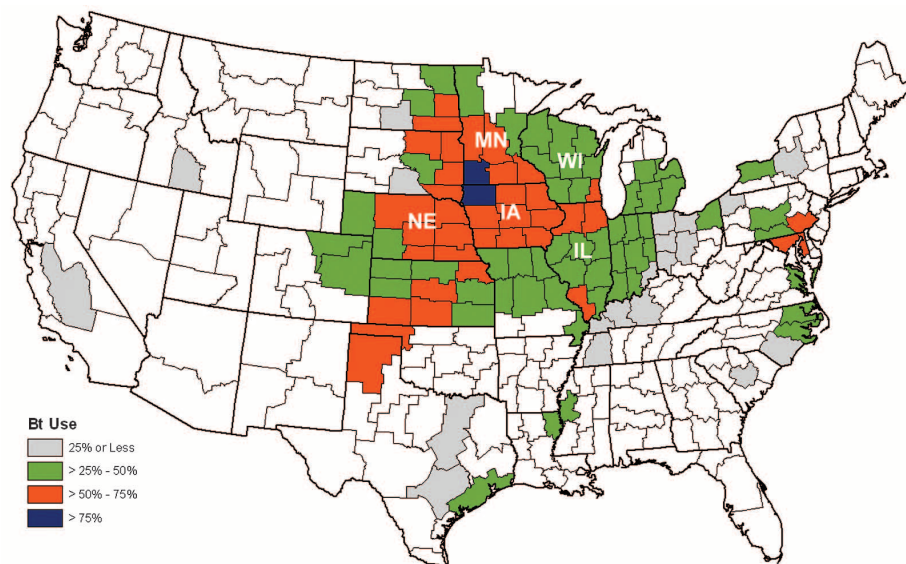 MN
WI
NE
IA
IL
Bt Use
25% or Less
> 25% - 50%
> 50% - 75%
> 75%